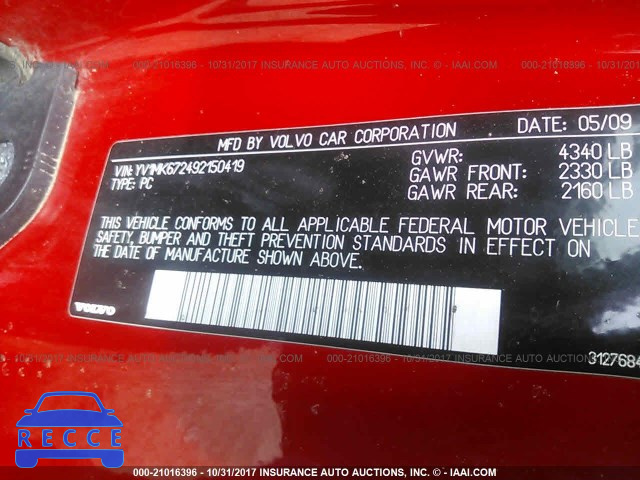 000-21016396 - 10/31/2017 INSURANCE AUTO AUCTIONS, INC. - © IAAI.COM
MFD BY VOLVO CAR CORPORATION DATE: 05/09
VIN: YV1MK672492150419 GVWR: 4340 LB
TYPE: PC GAWR FRONT: 2330 LB
GAWR REAR: 2160 LB
THIS VEHICLE CONFORMS TO ALL APPLICABLE FEDERAL MOTOR VEHICLE
SAFETY, BUMPER AND THEFT PREVENTION STANDARDS IN EFFECT ON
THE DATE OF MANUFACTURE SHOWN ABOVE.
VOLVO
3127684
000-21016396 - 10/31/2017 INSURANCE AUTO AUCTIONS, INC. - © IAAI.COM
RECCE
000-21016396 - 10/31/2017 INSURANCE AUTO AUCTIONS, INC. - © IAAI.COM